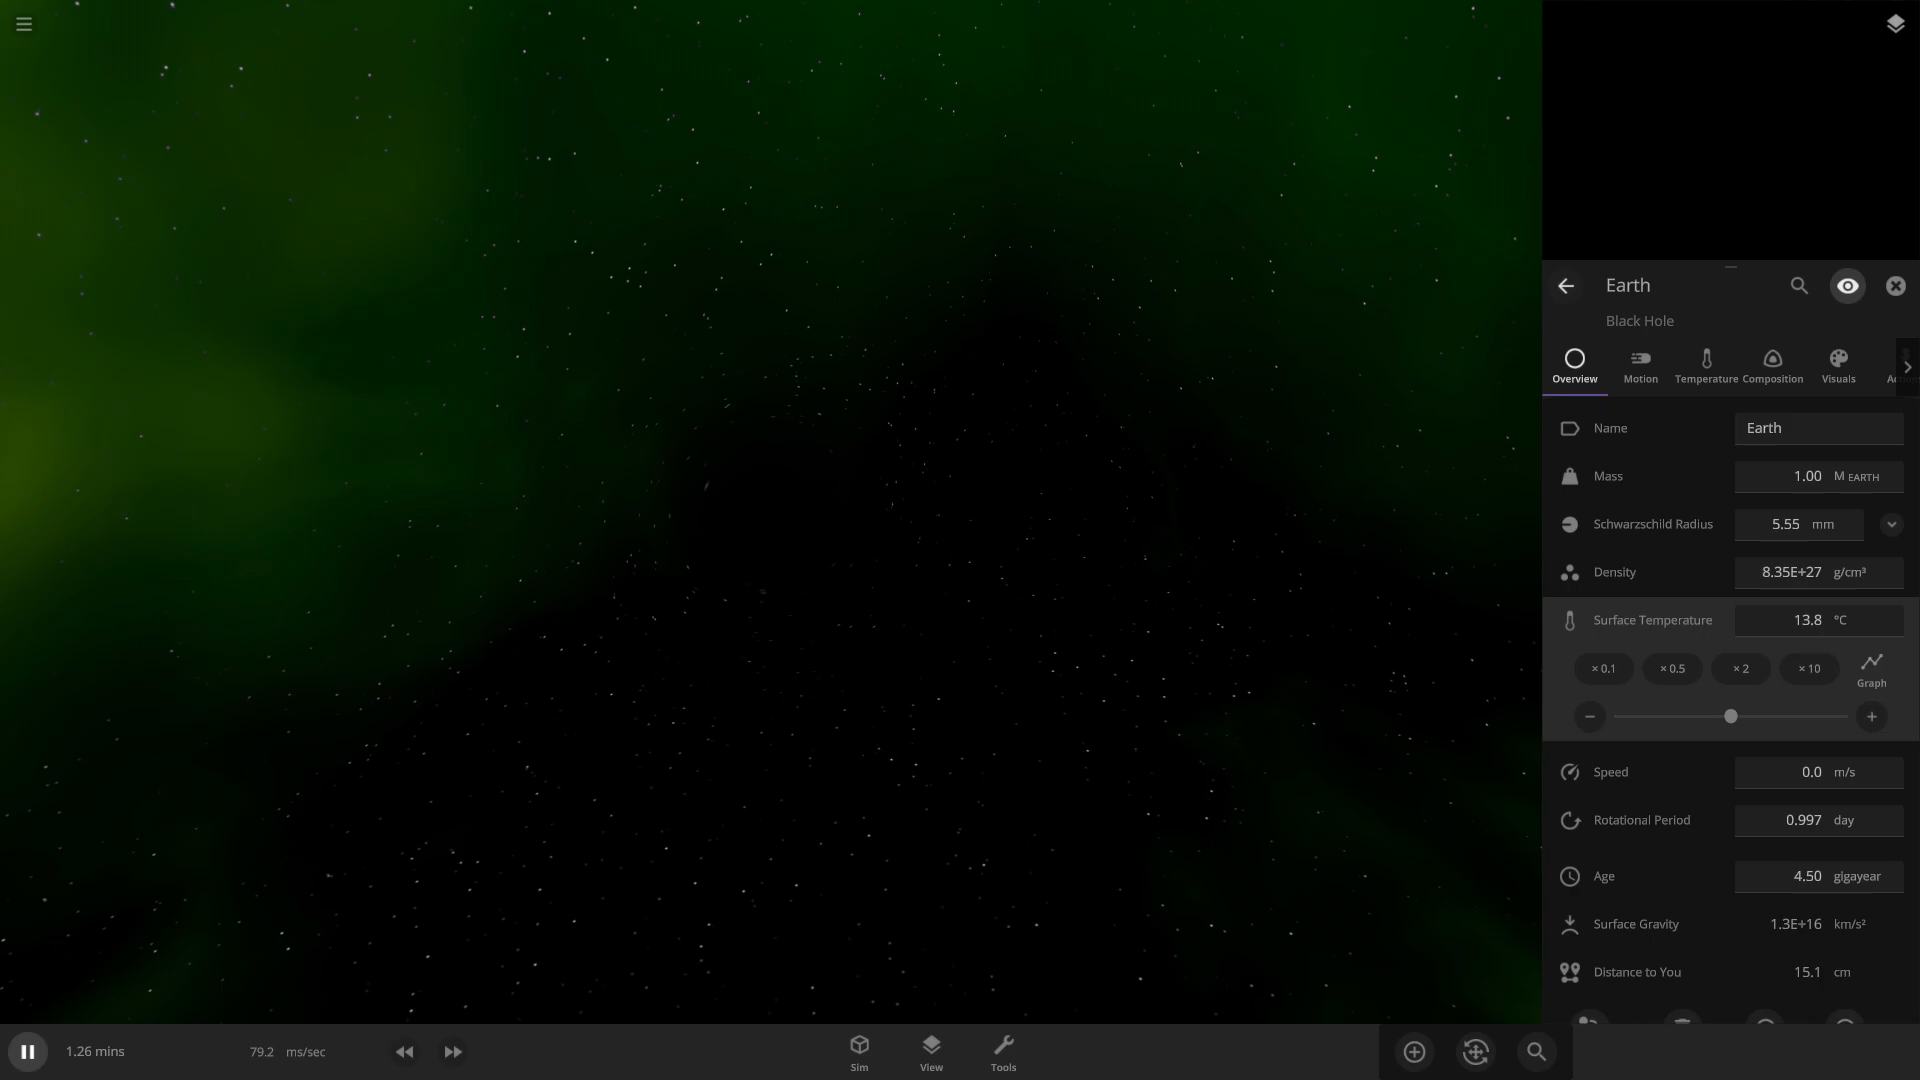 Earth
Black Hole
Overview Motion Temperature Composition Visuals
Name Earth
Mass 1.00 M EARTH
Schwarzschild Radius 5.55 mm
Density 8.35E+27 g/cm³
Surface Temperature 13.8 °C
× 0.1 × 0.5 × 2 × 10 Graph
Speed 0.0 m/s
Rotational Period 0.997 day
Age 4.50 gigayear
Surface Gravity 1.3E+16 km/s²
Distance to You 15.1 cm
1.26 mins 79.2 ms/sec Sim View Tools